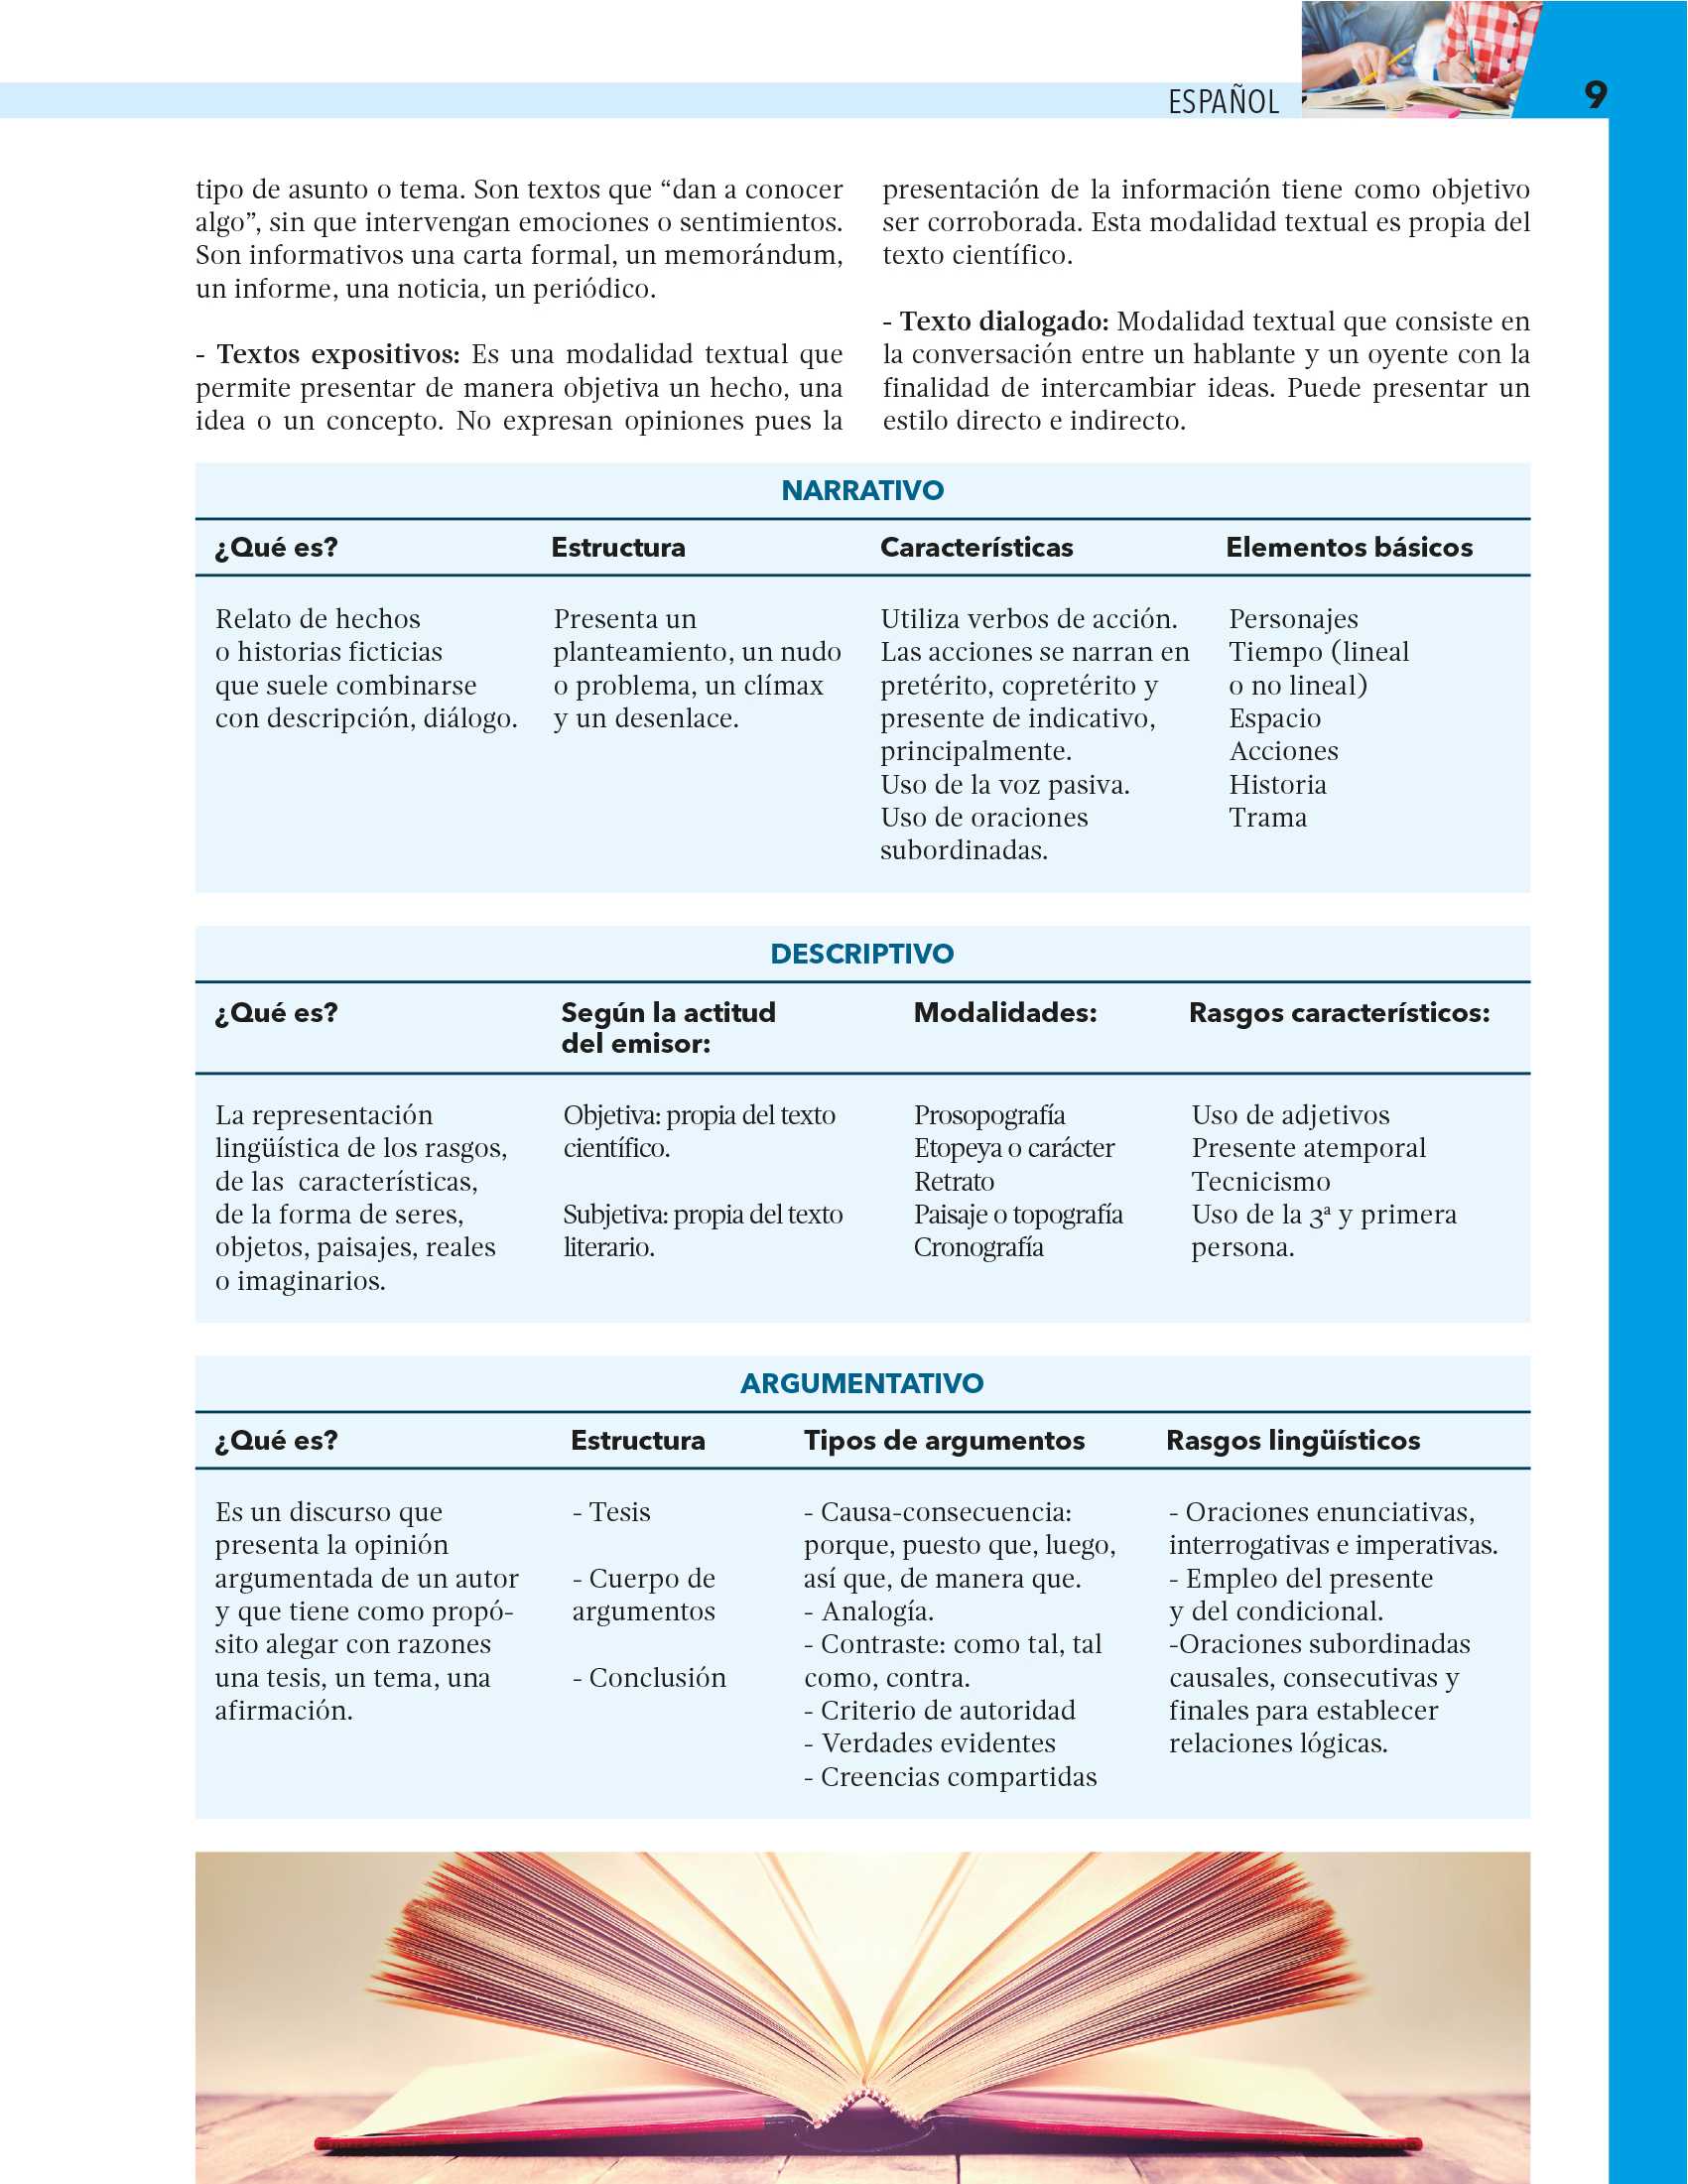 ESPAÑOL
9
tipo de asunto o tema. Son textos que “dan a conocer
algo”, sin que intervengan emociones o sentimientos.
Son informativos una carta formal, un memorándum,
un informe, una noticia, un periódico.
- Textos expositivos: Es una modalidad textual que
permite presentar de manera objetiva un hecho, una
idea o un concepto. No expresan opiniones pues la
presentación de la información tiene como objetivo
ser corroborada. Esta modalidad textual es propia del
texto científico.
- Texto dialogado: Modalidad textual que consiste en
la conversación entre un hablante y un oyente con la
finalidad de intercambiar ideas. Puede presentar un
estilo directo e indirecto.
NARRATIVO
¿Qué es?
Estructura
Características
Elementos básicos
Relato de hechos
o historias ficticias
que suele combinarse
con descripción, diálogo.
Presenta un
planteamiento, un nudo
o problema, un clímax
y un desenlace.
Utiliza verbos de acción.
Las acciones se narran en
pretérito, copretérito y
presente de indicativo,
principalmente.
Uso de la voz pasiva.
Uso de oraciones
subordinadas.
Personajes
Tiempo (lineal
o no lineal)
Espacio
Acciones
Historia
Trama
DESCRIPTIVO
¿Qué es?
Según la actitud
del emisor:
Modalidades:
Rasgos característicos:
La representación
lingüística de los rasgos,
de las características,
de la forma de seres,
objetos, paisajes, reales
o imaginarios.
Objetiva: propia del texto
científico.
Subjetiva: propia del texto
literario.
Prosopografía
Etopeya o carácter
Retrato
Paisaje o topografía
Cronografía
Uso de adjetivos
Presente atemporal
Tecnicismo
Uso de la 3ª y primera
persona.
ARGUMENTATIVO
¿Qué es?
Estructura
Tipos de argumentos
Rasgos lingüísticos
Es un discurso que
presenta la opinión
argumentada de un autor
y que tiene como propó-
sito alegar con razones
una tesis, un tema, una
afirmación.
- Tesis
- Cuerpo de
argumentos
- Conclusión
- Causa-consecuencia:
porque, puesto que, luego,
así que, de manera que.
- Analogía.
- Contraste: como tal, tal
como, contra.
- Criterio de autoridad
- Verdades evidentes
- Creencias compartidas
- Oraciones enunciativas,
interrogativas e imperativas.
- Empleo del presente
y del condicional.
-Oraciones subordinadas
causales, consecutivas y
finales para establecer
relaciones lógicas.